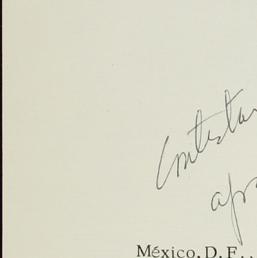 Contestar
México, D. F.,